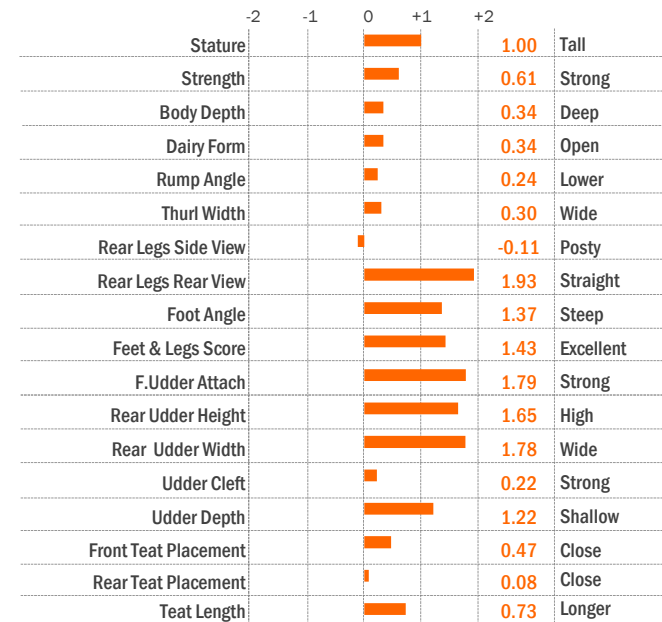 -2 -1 0 +1 +2
Stature 1.00 Tall
Strength 0.61 Strong
Body Depth 0.34 Deep
Dairy Form 0.34 Open
Rump Angle 0.24 Lower
Thurl Width 0.30 Wide
Rear Legs Side View -0.11 Posty
Rear Legs Rear View 1.93 Straight
Foot Angle 1.37 Steep
Feet & Legs Score 1.43 Excellent
F.Udder Attach 1.79 Strong
Rear Udder Height 1.65 High
Rear Udder Width 1.78 Wide
Udder Cleft 0.22 Strong
Udder Depth 1.22 Shallow
Front Teat Placement 0.47 Close
Rear Teat Placement 0.08 Close
Teat Length 0.73 Longer